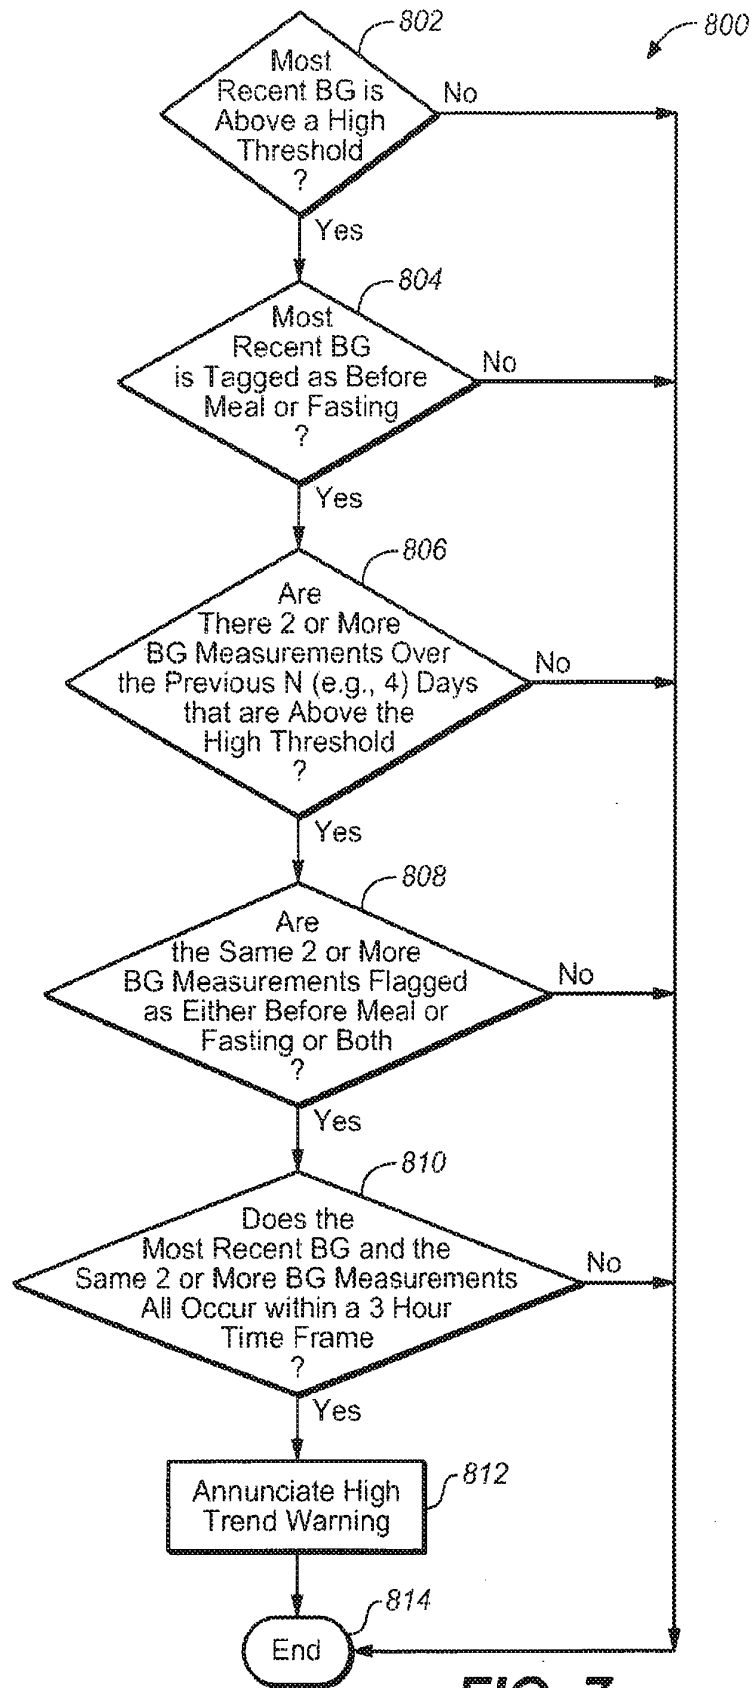 802
800
Most
Recent BG is
Above a High
Threshold
?
No
Yes
804
Most
Recent BG
is Tagged as Before
Meal or Fasting
?
No
Yes
806
Are
There 2 or More
BG Measurements Over
the Previous N (e.g., 4) Days
that are Above the
High Threshold
?
No
Yes
808
Are
the Same 2 or More
BG Measurements Flagged
as Either Before Meal or
Fasting or Both
?
No
Yes
810
Does the
Most Recent BG and the
Same 2 or More BG Measurements
All Occur within a 3 Hour
Time Frame
?
No
Yes
812
Annunciate High
Trend Warning
814
End